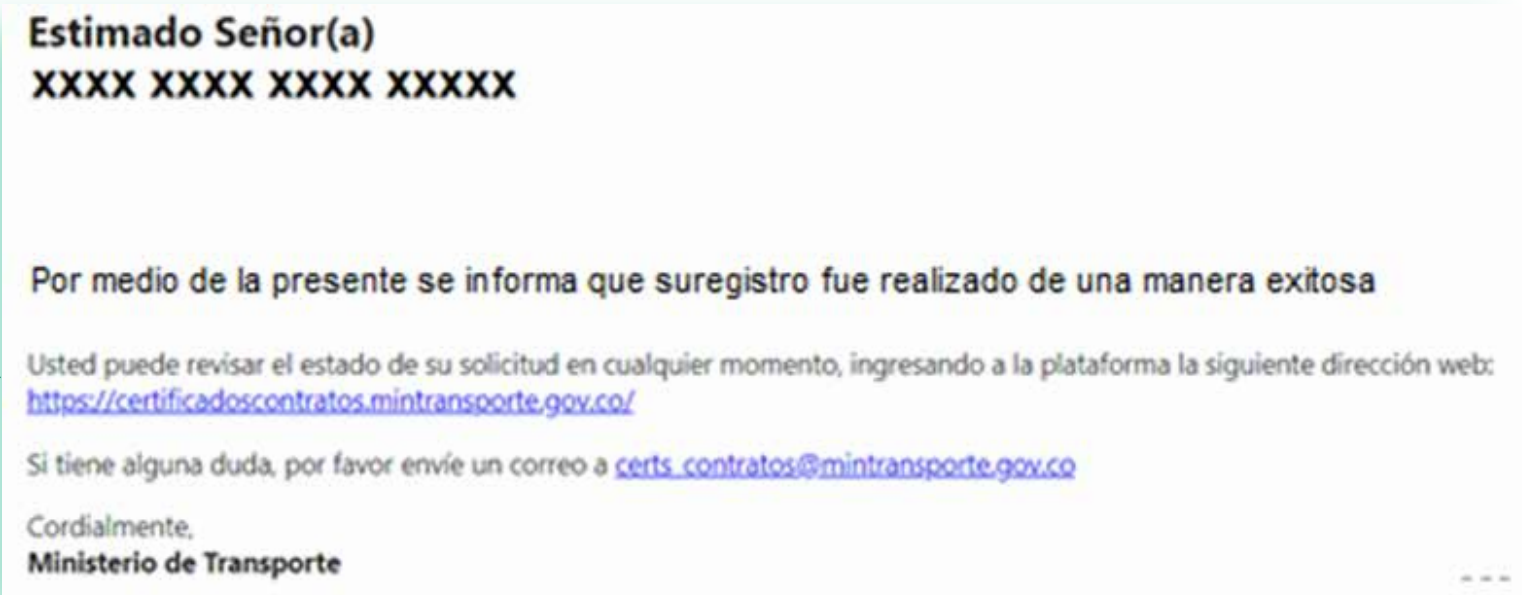 Estimado Señor(a)
XXXX XXXX XXXX XXXXX
Por medio de la presente se informa que suregistro fue realizado de una manera exitosa
Usted puede revisar el estado de su solicitud en cualquier momento, ingresando a la plataforma la siguiente dirección web:
https://certificadoscontratos.mintransporte.gov.co/
Si tiene alguna duda, por favor envíe un correo a certs_contratos@mintransporte.gov.co
Cordialmente,
Ministerio de Transporte